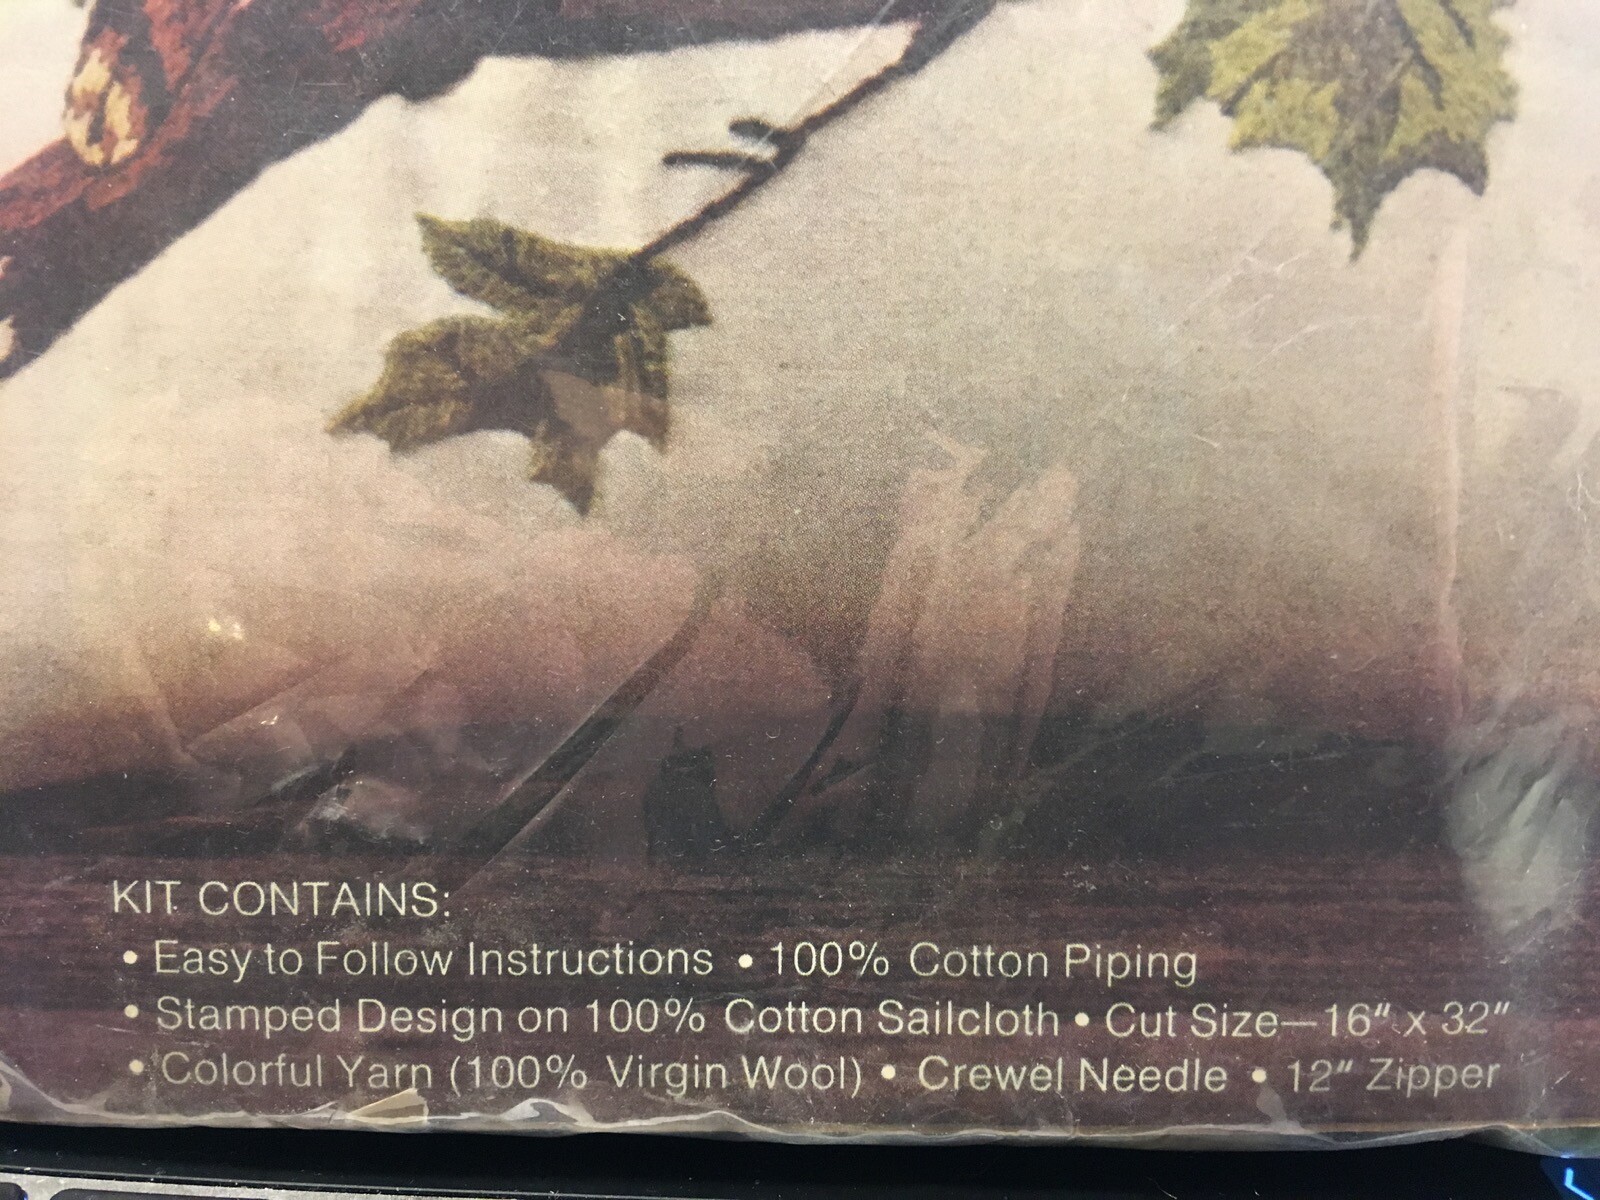 KIT CONTAINS:
• Easy to Follow Instructions • 100% Cotton Piping
• Stamped Design on 100% Cotton Sailcloth • Cut Size—16" x 32"
• Colorful Yarn (100% Virgin Wool) • Crewel Needle • 12" Zipper